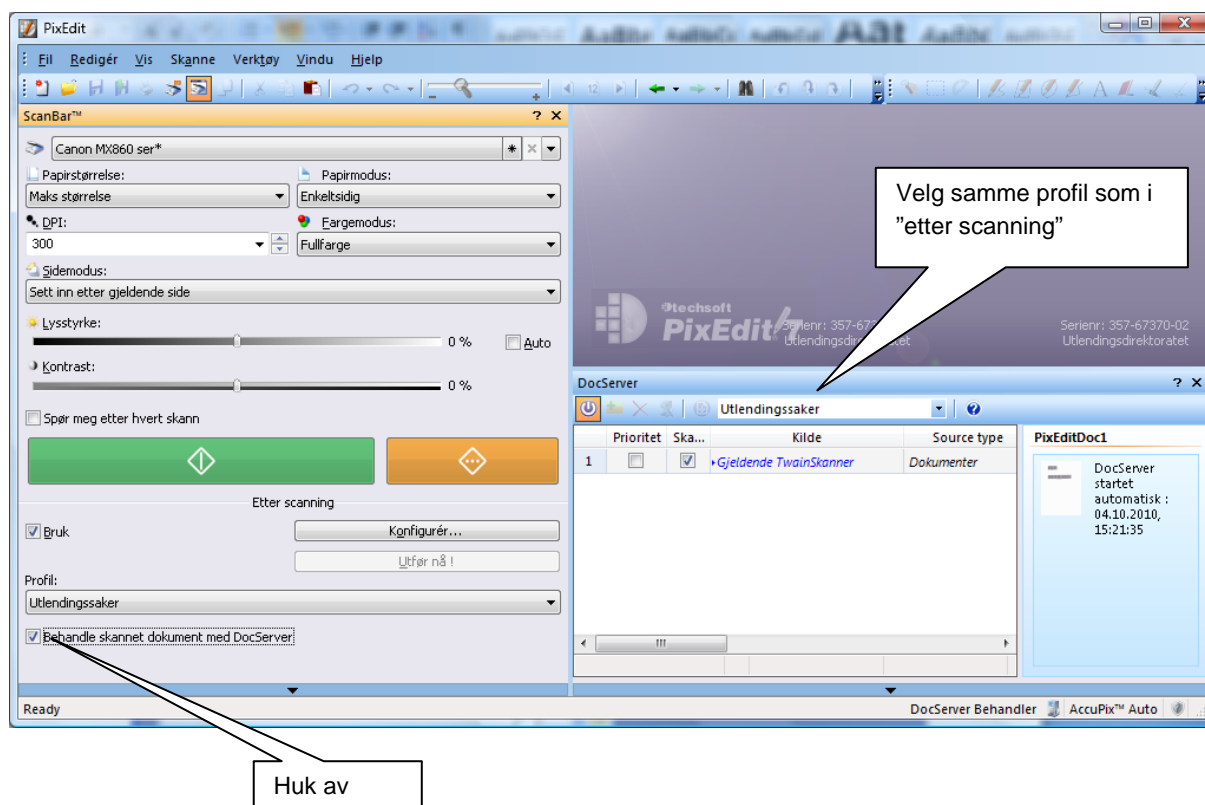 PixEdit
Fil Redigér Vis Skanne Verktøy Vindu Hjelp
12
A
ScanBar™ ? X
Canon MX860 ser*
Papirstørrelse: Papirmodus:
Maks størrelse Enkeltsidig
DPI: Fargemodus:
300 Fullfarge
Sidemodus:
Sett inn etter gjeldende side
Lysstyrke:
0 % Auto
Kontrast:
0 %
Spør meg etter hvert skann
Etter scanning
Bruk Konfigurér...
Utfør nå !
Profil:
Utlendingssaker
Behandle skannet dokument med DocServer
Velg samme profil som i
”etter scanning”
techsoft
PixEdit 7
Serienr: 357-67370-02
Utlendingsdirektoratet
DocServer ? X
Utlendingssaker
Prioritet Ska... Kilde Source type
1 Gjeldende TwainSkanner Dokumenter
PixEditDoc1
DocServer
startet
automatisk :
04.10.2010,
15:21:35
Ready DocServer Behandler AccuPix™ Auto
Huk av